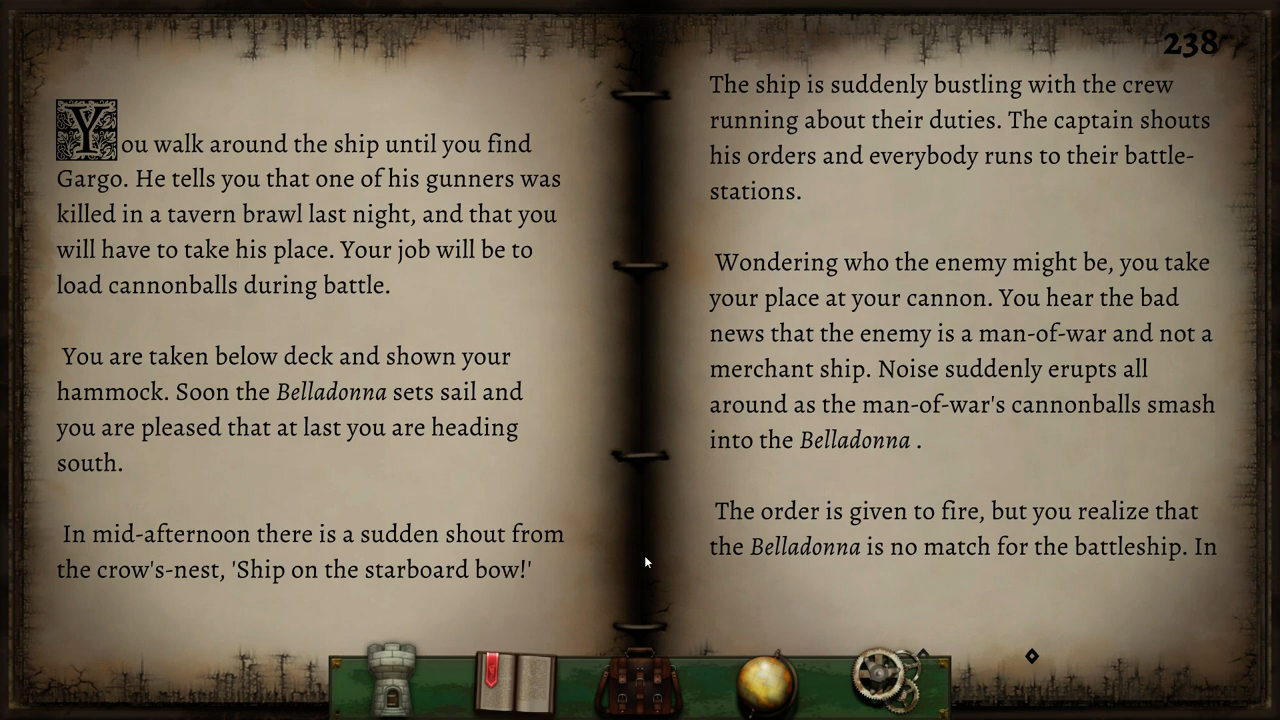 You walk around the ship until you find
Gargo. He tells you that one of his gunners was
killed in a tavern brawl last night, and that you
will have to take his place. Your job will be to
load cannonballs during battle.
You are taken below deck and shown your
hammock. Soon the Belladonna sets sail and
you are pleased that at last you are heading
south.
In mid-afternoon there is a sudden shout from
the crow's-nest, 'Ship on the starboard bow!'
238
The ship is suddenly bustling with the crew
running about their duties. The captain shouts
his orders and everybody runs to their battle-
stations.
Wondering who the enemy might be, you take
your place at your cannon. You hear the bad
news that the enemy is a man-of-war and not a
merchant ship. Noise suddenly erupts all
around as the man-of-war's cannonballs smash
into the Belladonna .
The order is given to fire, but you realize that
the Belladonna is no match for the battleship. In